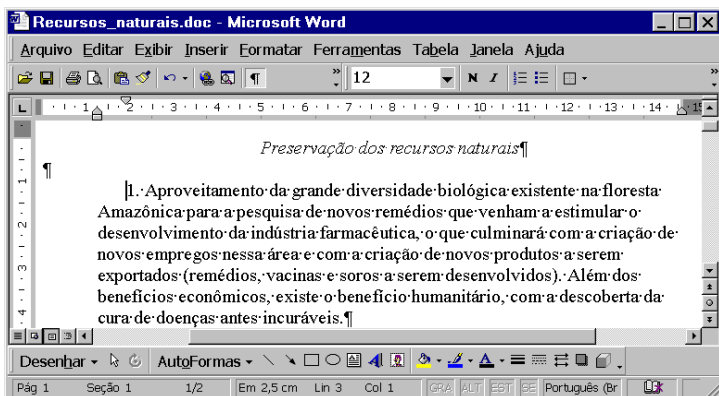 Recursos_naturais.doc - Microsoft Word
Arquivo Editar Exibir Inserir Formatar Ferramentas Tabela Janela Ajuda
¶ » 12 N I »
L 1 2 3 4 5 6 7 8 9 10 11 12 13 14 15
Preservação dos recursos naturais¶
¶
1. Aproveitamento da grande diversidade biológica existente na floresta
Amazônica para a pesquisa de novos remédios que venham a estimular o
desenvolvimento da indústria farmacêutica, o que culminará com a criação de
novos empregos nessa área e com a criação de novos produtos a serem
exportados (remédios, vacinas e soros a serem desenvolvidos). Além dos
benefícios econômicos, existe o benefício humanitário, com a descoberta da
cura de doenças antes incuráveis.¶
1
2
3
4
Desenhar AutoFormas
Pág 1 Seção 1 1/2 Em 2,5 cm Lin 3 Col 1 GRA ALT EST SE Português (Br